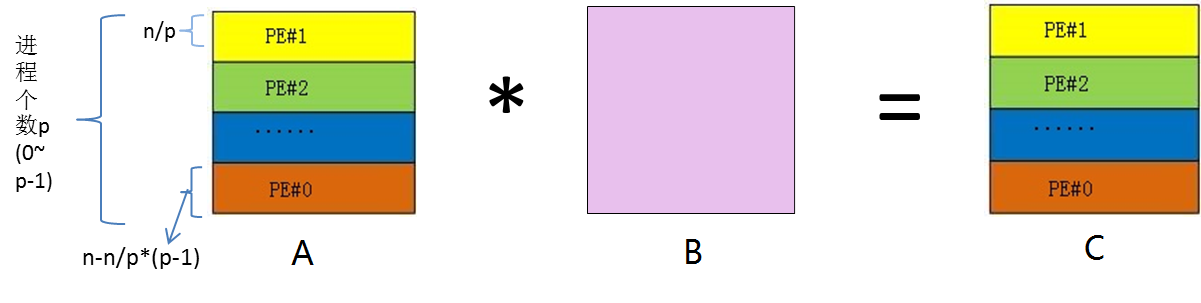 进
程
个
数p
(0~
p-1)
n/p
PE#1
PE#2
······
PE#0
n-n/p*(p-1)
A
*
B
=
PE#1
PE#2
······
PE#0
C